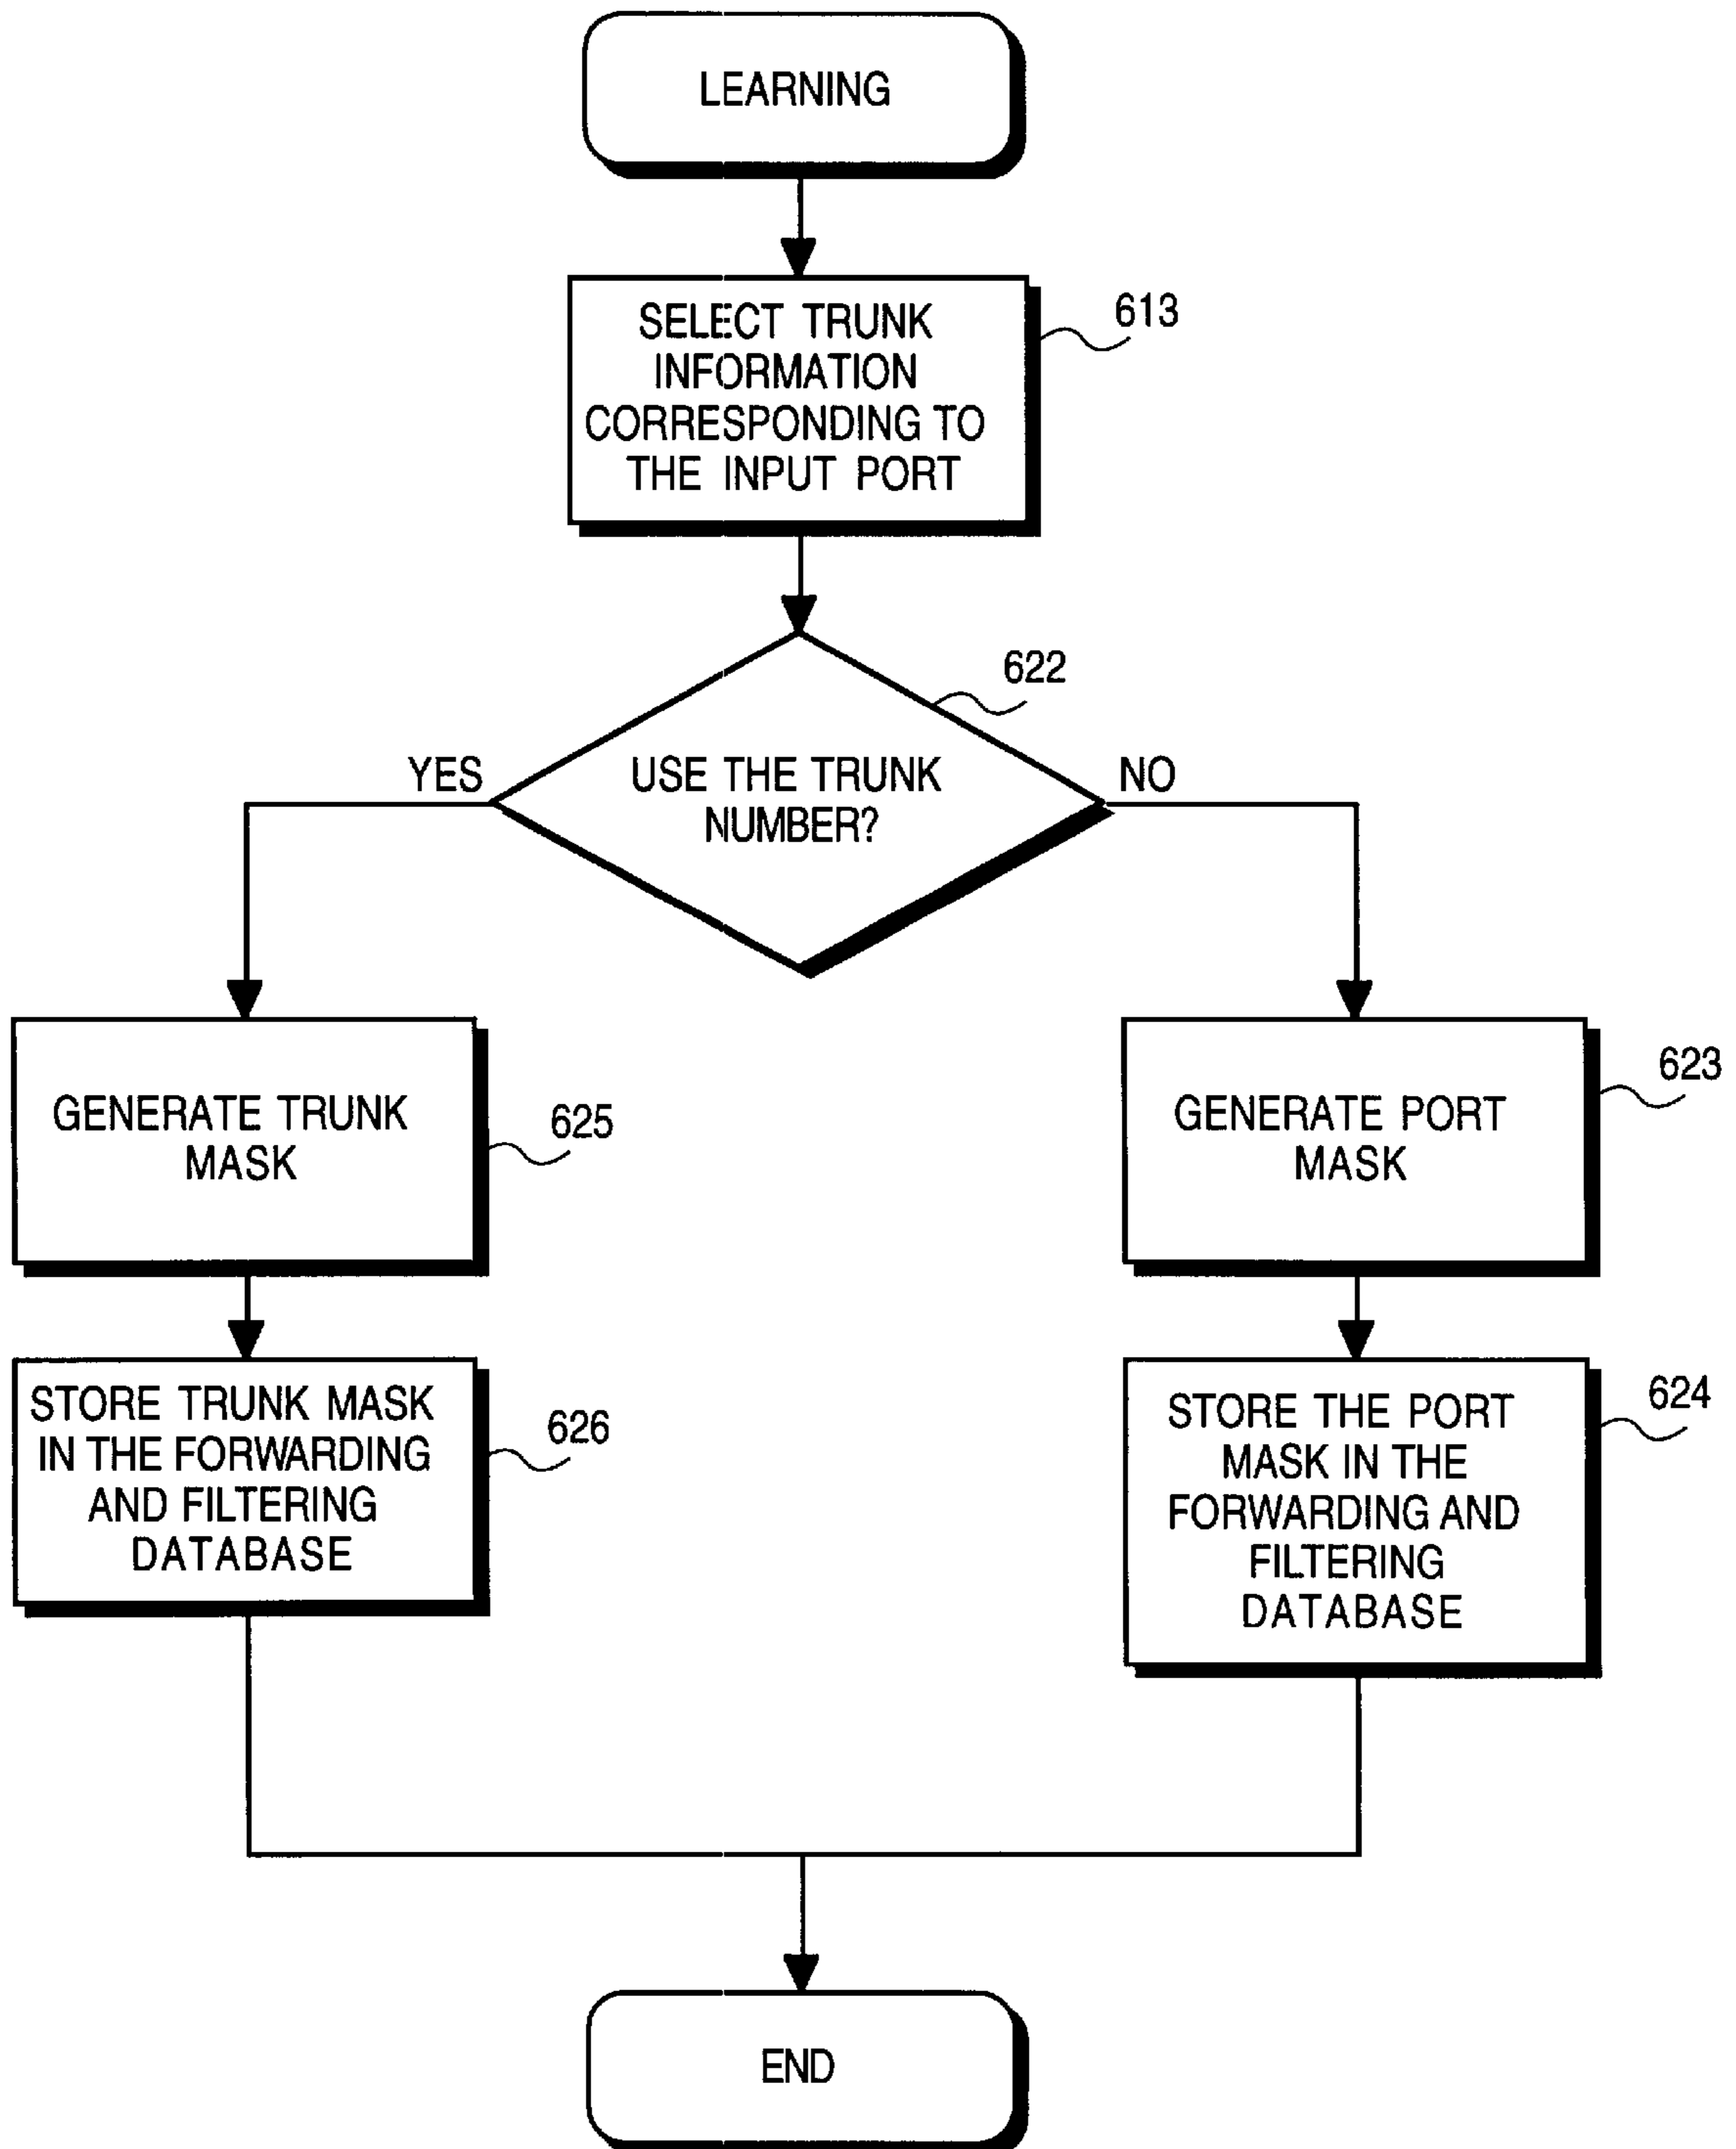 LEARNING
SELECT TRUNK
INFORMATION
CORRESPONDING TO
THE INPUT PORT
613
622
YES
USE THE TRUNK
NUMBER?
NO
GENERATE TRUNK
MASK
625
GENERATE PORT
MASK
623
STORE TRUNK MASK
IN THE FORWARDING
AND FILTERING
DATABASE
626
STORE THE PORT
MASK IN THE
FORWARDING AND
FILTERING
DATABASE
624
END